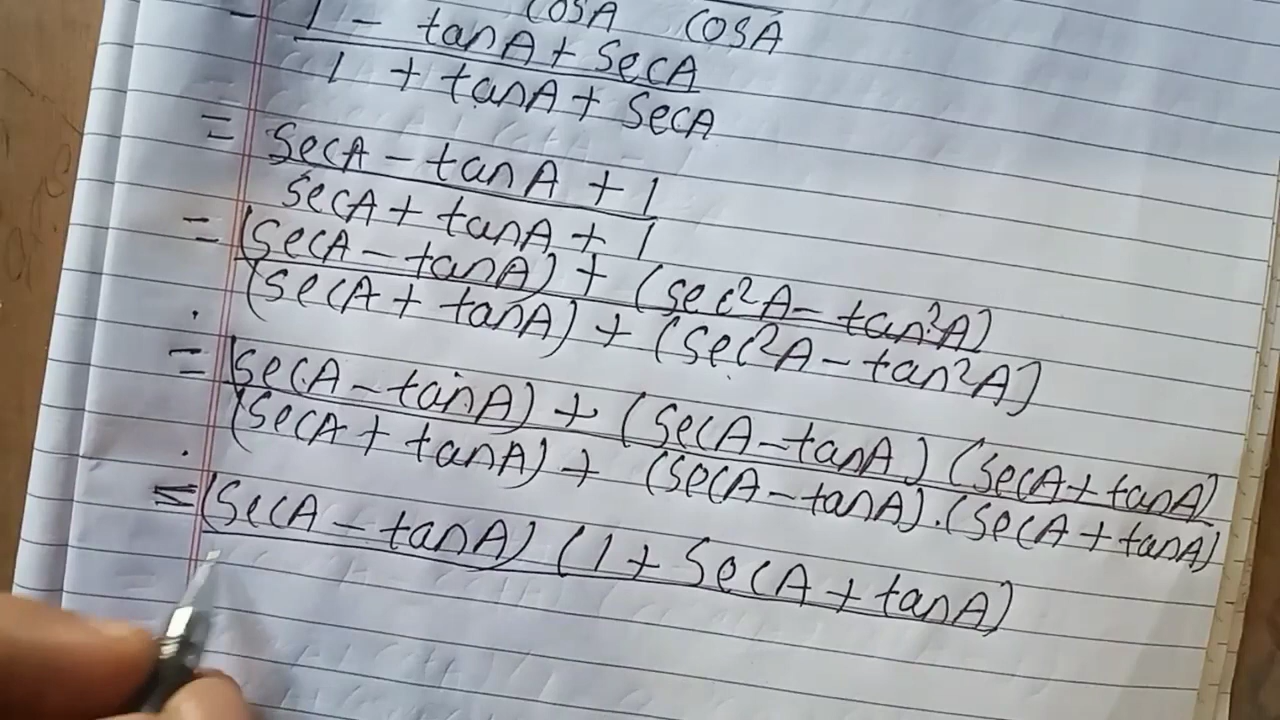 cosA cosA
1 - tanA + secA
1 + tanA + secA
= secA - tanA + 1
secA + tanA + 1
= (secA - tanA) + (sec²A - tan²A)
(secA + tanA) + (sec²A - tan²A)
= (secA - tanA) + (secA - tanA) (secA + tanA)
(secA + tanA) + (secA - tanA).(secA + tanA)
= (secA - tanA) (1 + secA + tanA)